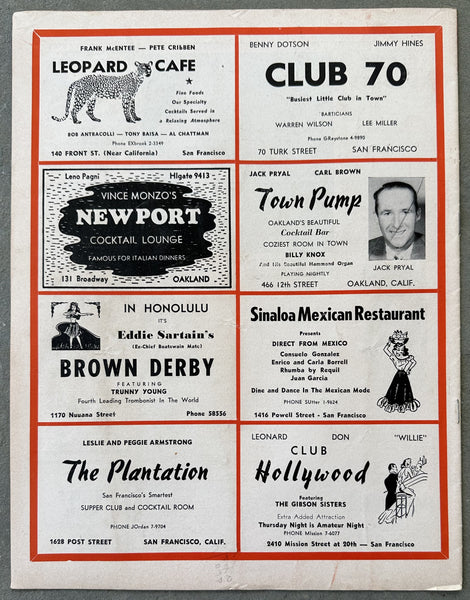 FRANK McENTEE — PETE CRIBBEN
LEOPARD CAFE
Fine Foods
Our Specialty
Cocktails Served in
a Relaxing Atmosphere
BOB ANTRACOLI — TONY BAISA — AL CHATTMAN
Phone EXbrook 2-3349
140 FRONT ST. (Near California) San Francisco
BENNY DOTSON JIMMY HINES
CLUB 70
"Busiest Little Club in Town"
BARTICIANS
WARREN WILSON LEE MILLER
Phone GReystone 4-9890
70 TURK STREET SAN FRANCISCO
Leno Pagni HIgate 9413
VINCE MONZO'S
NEWPORT
COCKTAIL LOUNGE
FAMOUS FOR ITALIAN DINNERS
131 Broadway OAKLAND
JACK PRYAL CARL BROWN
Town Pump
OAKLAND'S BEAUTIFUL
Cocktail Bar
COZIEST ROOM IN TOWN
BILLY KNOX
And His Beautiful Hammond Organ
PLAYING NIGHTLY
JACK PRYAL
466 12th STREET OAKLAND, CALIF.
IN HONOLULU
IT'S
Eddie Sartain's
(Ex-Chief Boatswain Mate)
BROWN DERBY
FEATURING
TRUNNY YOUNG
Fourth Leading Trombonist In The World
1170 Nuuana Street Phone 58556
Sinaloa Mexican Restaurant
Presents
DIRECT FROM MEXICO
Consuelo Gonzalez
Enrico and Carla Borrell
Rhumba by Requil
Juan Garcia
Dine and Dance In The Mexican Mode
PHONE SUtter 1-9624
1416 Powell Street - San Francisco
LESLIE AND PEGGIE ARMSTRONG
The Plantation
San Francisco's Smartest
SUPPER CLUB and COCKTAIL ROOM
PHONE JOrdan 7-9704
1628 POST STREET SAN FRANCISCO, CALIF.
LEONARD DON "WILLIE"
CLUB
Hollywood
Featuring
THE GIBSON SISTERS
Extra Added Attraction
Thursday Night is Amateur Night
PHONE Mission 7-6077
2410 Mission Street at 20th — San Francisco